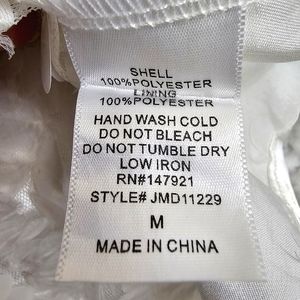 SHELL
100%POLYESTER
LINING
100%POLYESTER
HAND WASH COLD
DO NOT BLEACH
DO NOT TUMBLE DRY
LOW IRON
RN#147921
STYLE# JMD11229
M
MADE IN CHINA